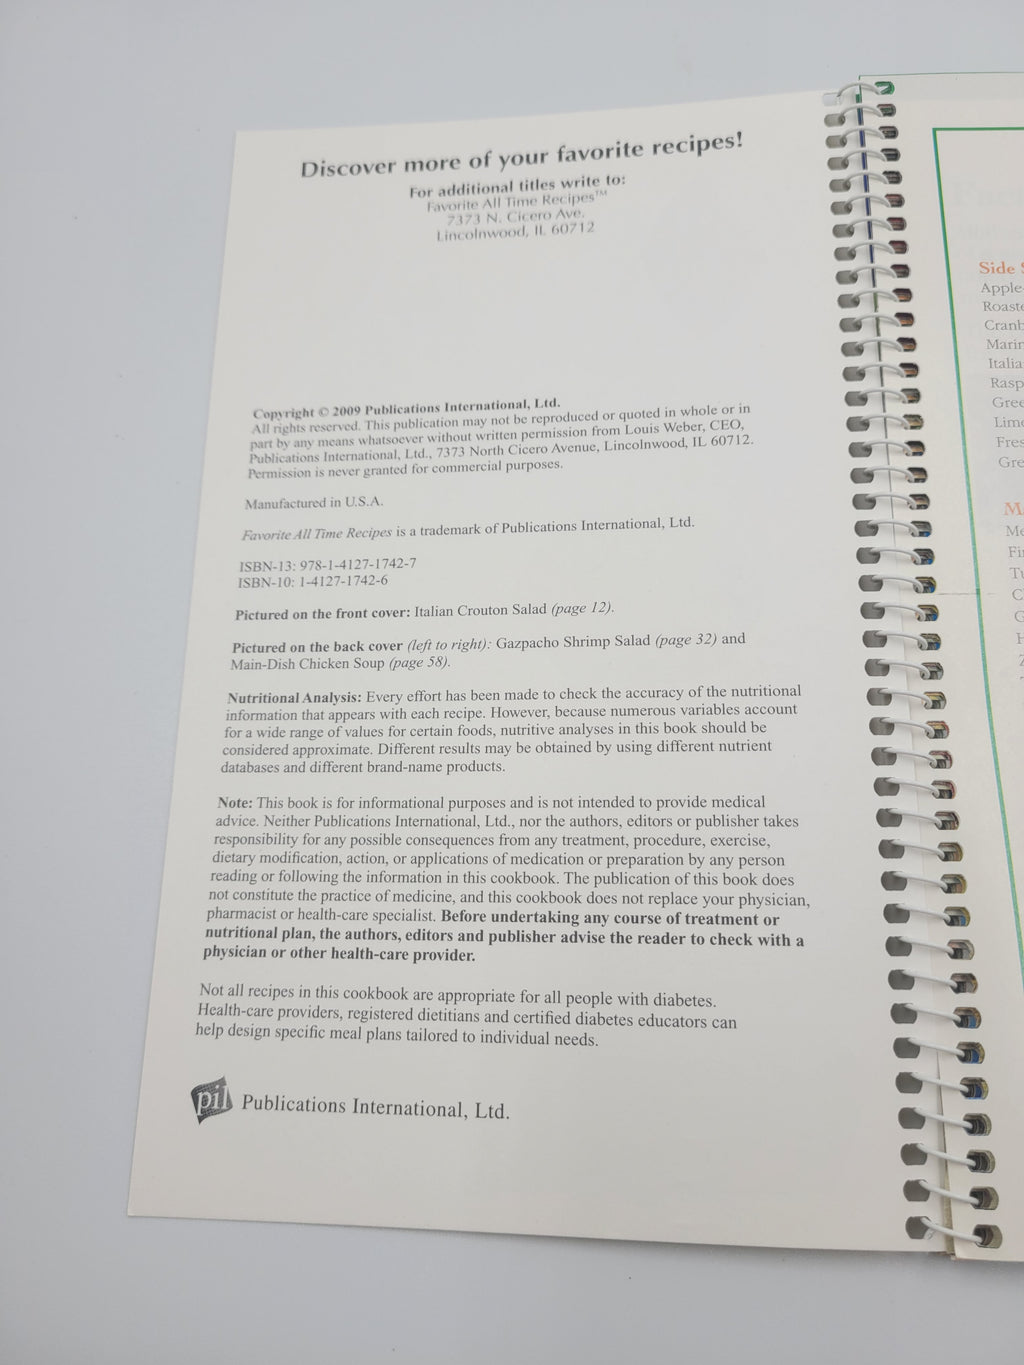 Discover more of your favorite recipes!
For additional titles write to:
Favorite All Time Recipes™
7373 N. Cicero Ave.
Lincolnwood, IL 60712
Copyright © 2009 Publications International, Ltd.
All rights reserved. This publication may not be reproduced or quoted in whole or in
part by any means whatsoever without written permission from Louis Weber, CEO,
Publications International, Ltd., 7373 North Cicero Avenue, Lincolnwood, IL 60712.
Permission is never granted for commercial purposes.
Manufactured in U.S.A.
Favorite All Time Recipes is a trademark of Publications International, Ltd.
ISBN-13: 978-1-4127-1742-7
ISBN-10: 1-4127-1742-6
Pictured on the front cover: Italian Crouton Salad (page 12).
Pictured on the back cover (left to right): Gazpacho Shrimp Salad (page 32) and
Main-Dish Chicken Soup (page 58).
Nutritional Analysis: Every effort has been made to check the accuracy of the nutritional
information that appears with each recipe. However, because numerous variables account
for a wide range of values for certain foods, nutritive analyses in this book should be
considered approximate. Different results may be obtained by using different nutrient
databases and different brand-name products.
Note: This book is for informational purposes and is not intended to provide medical
advice. Neither Publications International, Ltd., nor the authors, editors or publisher takes
responsibility for any possible consequences from any treatment, procedure, exercise,
dietary modification, action, or applications of medication or preparation by any person
reading or following the information in this cookbook. The publication of this book does
not constitute the practice of medicine, and this cookbook does not replace your physician,
pharmacist or health-care specialist. Before undertaking any course of treatment or
nutritional plan, the authors, editors and publisher advise the reader to check with a
physician or other health-care provider.
Not all recipes in this cookbook are appropriate for all people with diabetes.
Health-care providers, registered dietitians and certified diabetes educators can
help design specific meal plans tailored to individual needs.
pil Publications International, Ltd.
Side
Apple-